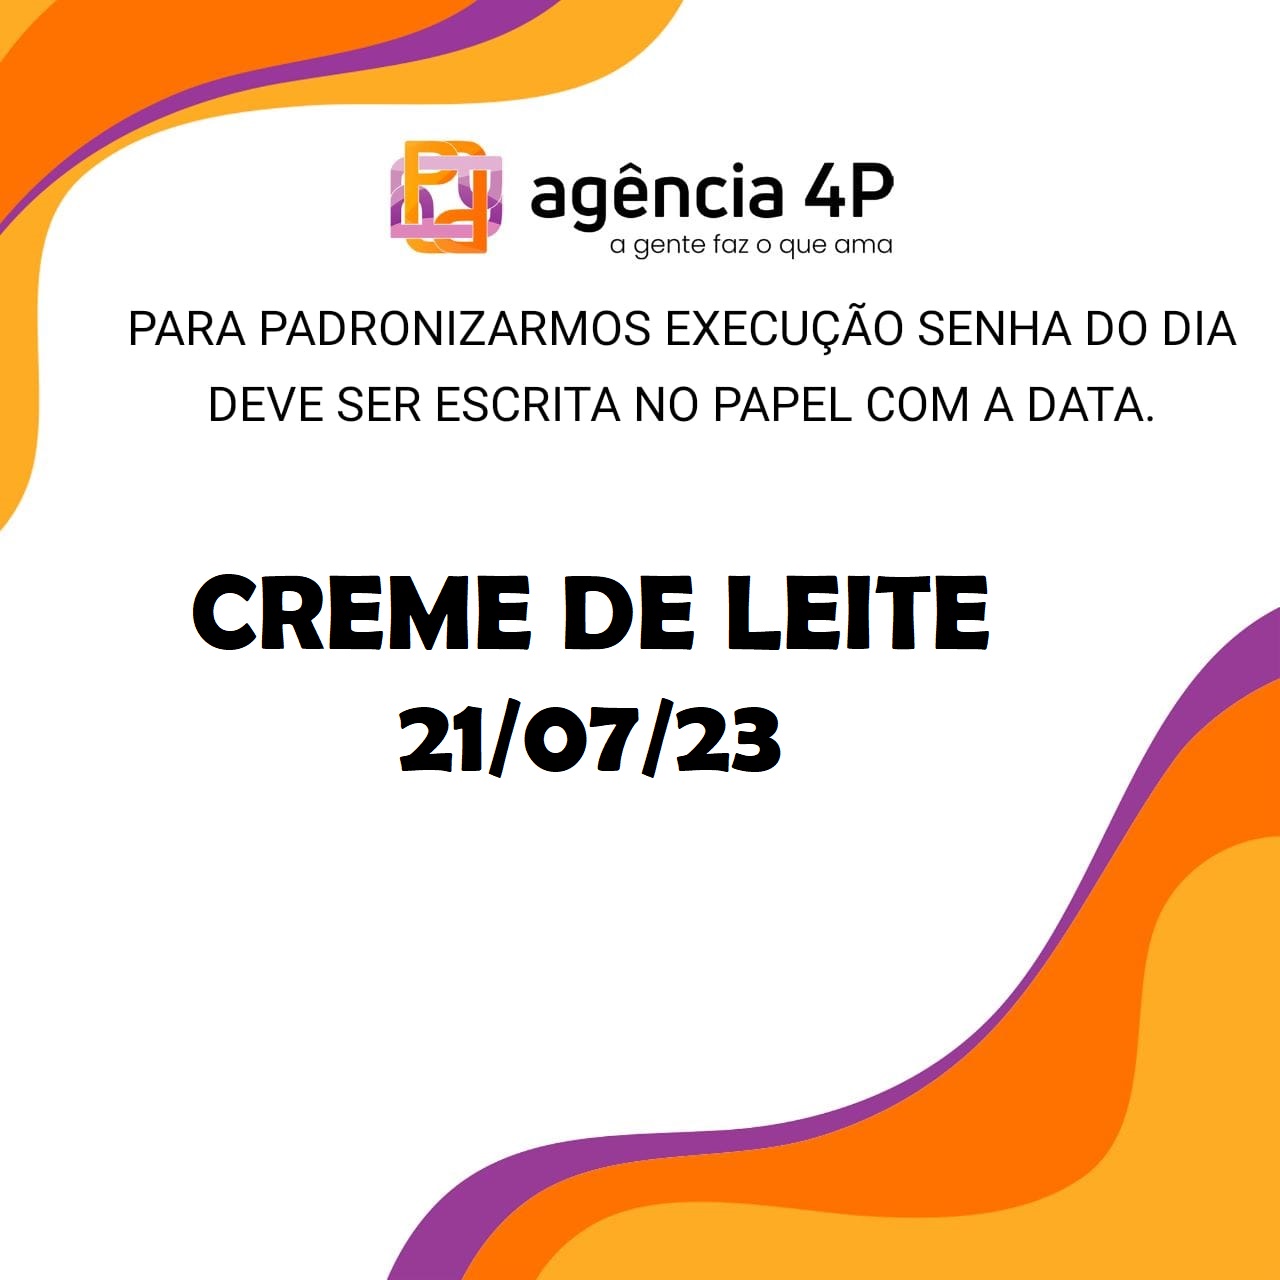 agência 4P
a gente faz o que ama
PARA PADRONIZARMOS EXECUÇÃO SENHA DO DIA
DEVE SER ESCRITA NO PAPEL COM A DATA.
CREME DE LEITE
21/07/23